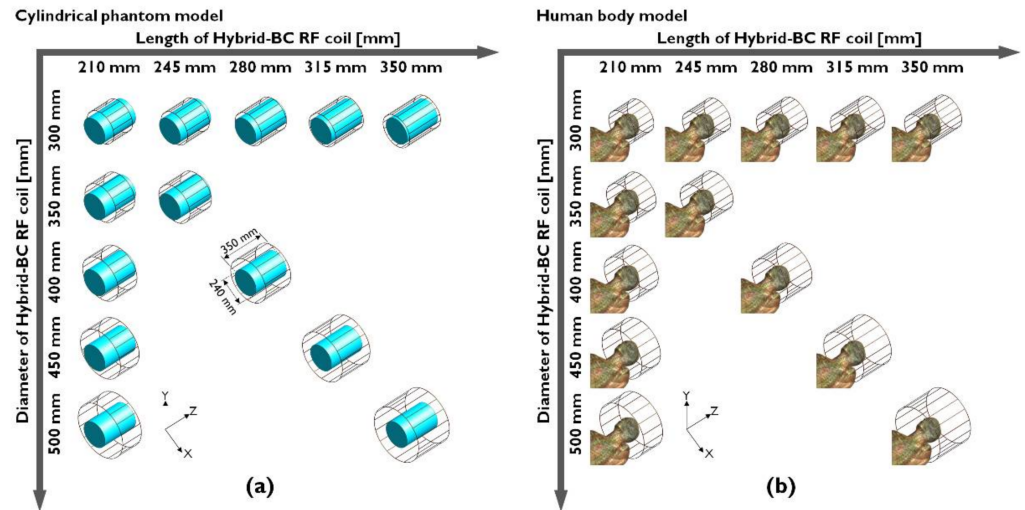 Cylindrical phantom model
Length of Hybrid-BC RF coil [mm]
210 mm 245 mm 280 mm 315 mm 350 mm
Diameter of Hybrid-BC RF coil [mm]
300 mm
350 mm
400 mm
450 mm
500 mm
350 mm
240 mm
Y
Z
X
(a)
Human body model
Length of Hybrid-BC RF coil [mm]
210 mm 245 mm 280 mm 315 mm 350 mm
Diameter of Hybrid-BC RF coil [mm]
300 mm
350 mm
400 mm
450 mm
500 mm
Y
Z
X
(b)